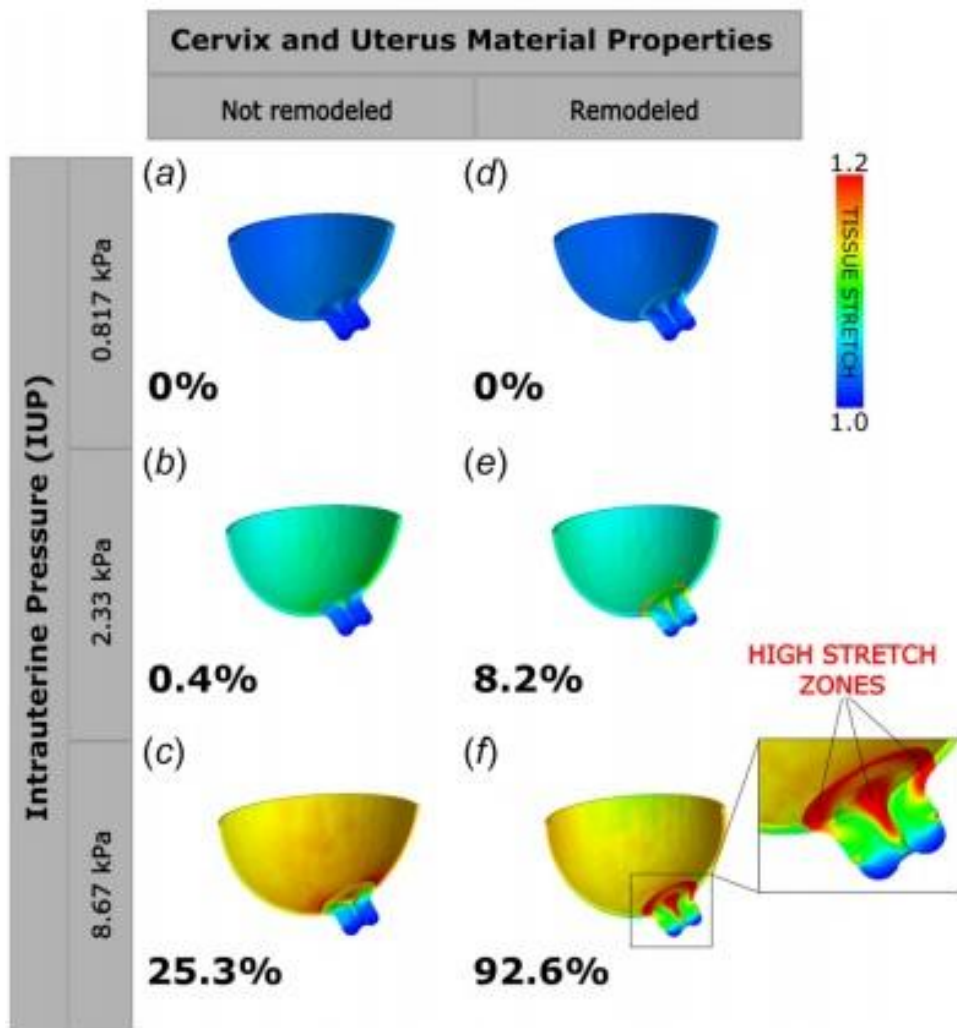 Cervix and Uterus Material Properties
Not remodeled
Remodeled
Intrauterine Pressure (IUP)
0.817 kPa
(a)
0%
(d)
0%
1.2
TISSUE STRETCH
1.0
2.33 kPa
(b)
0.4%
(e)
8.2%
8.67 kPa
(c)
25.3%
(f)
92.6%
HIGH STRETCH
ZONES